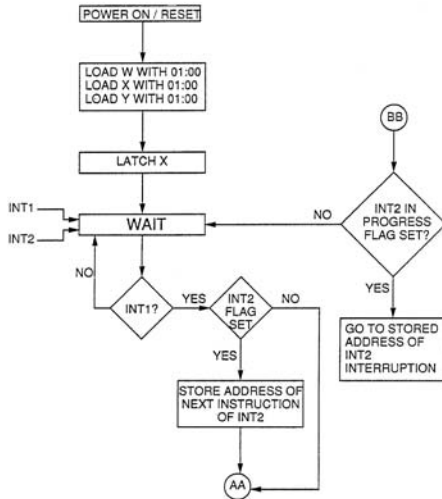 POWER ON / RESET
LOAD W WITH 01:00
LOAD X WITH 01:00
LOAD Y WITH 01:00
LATCH X
INT1
INT2
WAIT
NO
INT1?
YES
INT2
FLAG
SET
NO
YES
STORE ADDRESS OF
NEXT INSTRUCTION
OF INT2
AA
BB
INT2 IN
PROGRESS
FLAG SET?
NO
YES
GO TO STORED
ADDRESS OF
INT2
INTERRUPTION